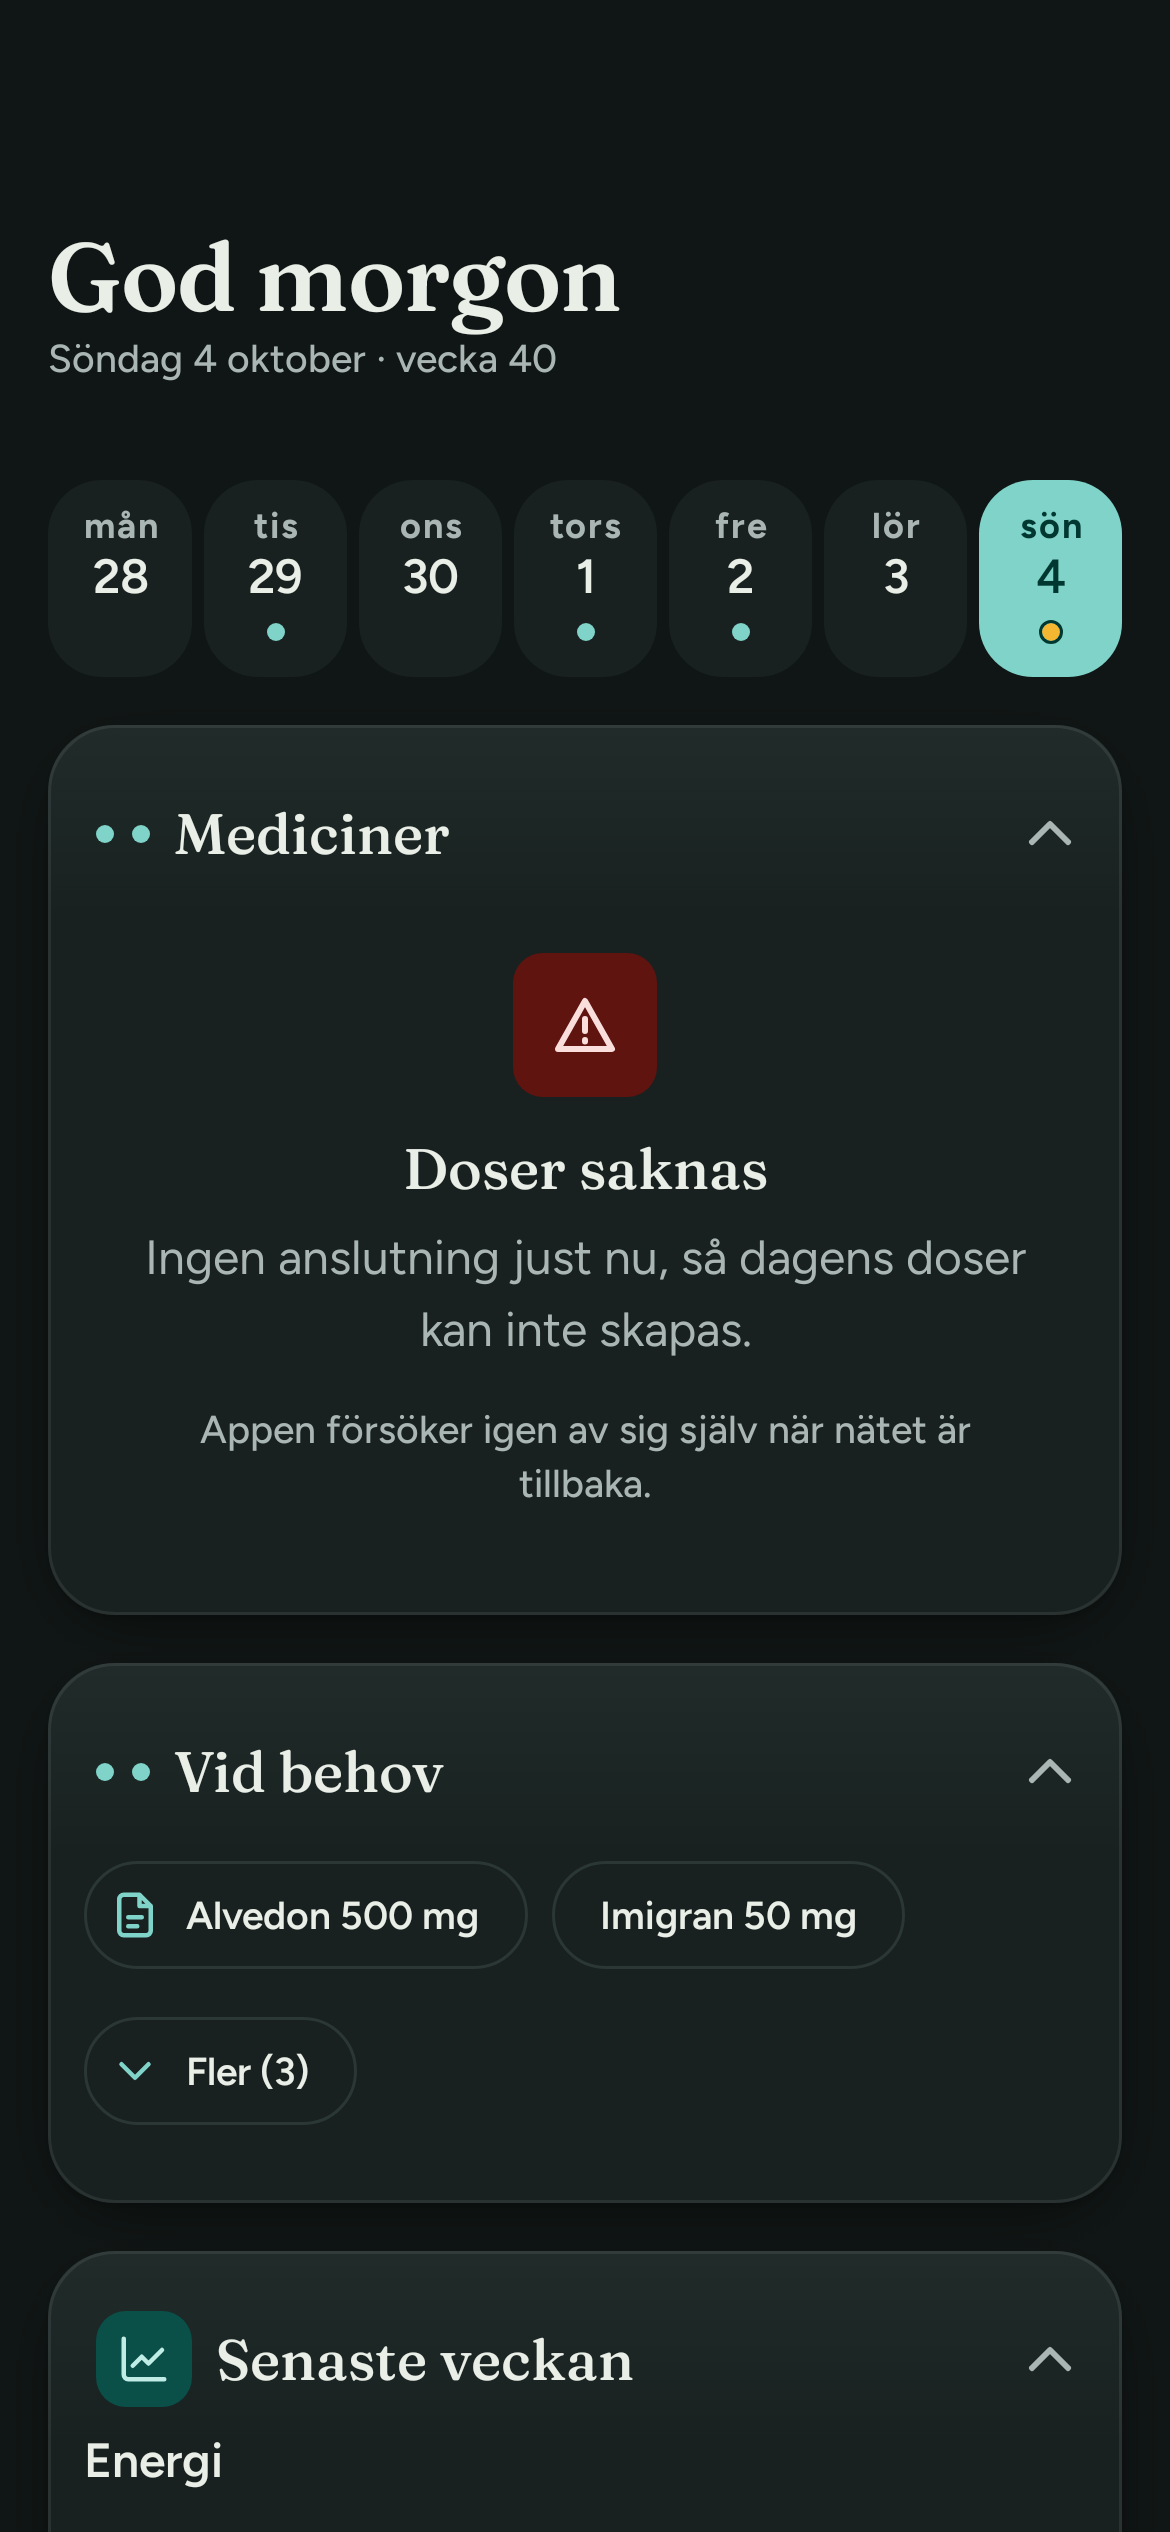 God morgon
Söndag 4 oktober · vecka 40
mån tis ons tors fre lör sön
28 29 30 1 2 3 4
Mediciner
Doser saknas
Ingen anslutning just nu, så dagens doser
kan inte skapas.
Appen försöker igen av sig själv när nätet är
tillbaka.
Vid behov
Alvedon 500 mg Imigran 50 mg
Fler (3)
Senaste veckan
Energi